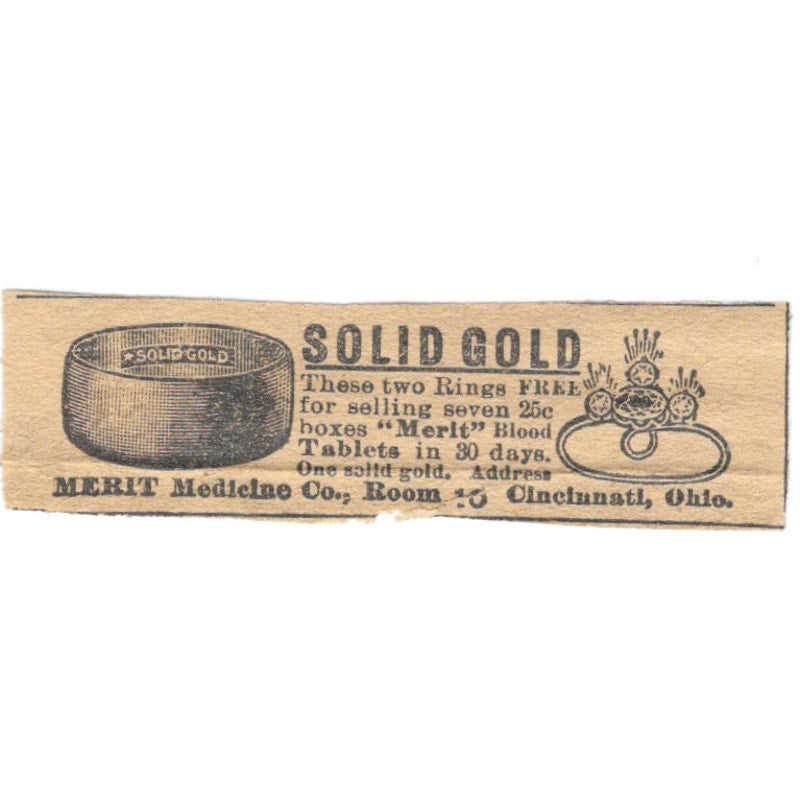 ★SOLID GOLD
SOLID GOLD
These two Rings FREE
for selling seven 25c
boxes "Merit" Blood
Tablets in 30 days.
One solid gold. Address
MERIT Medicine Co., Room Cincinnati, Ohio.